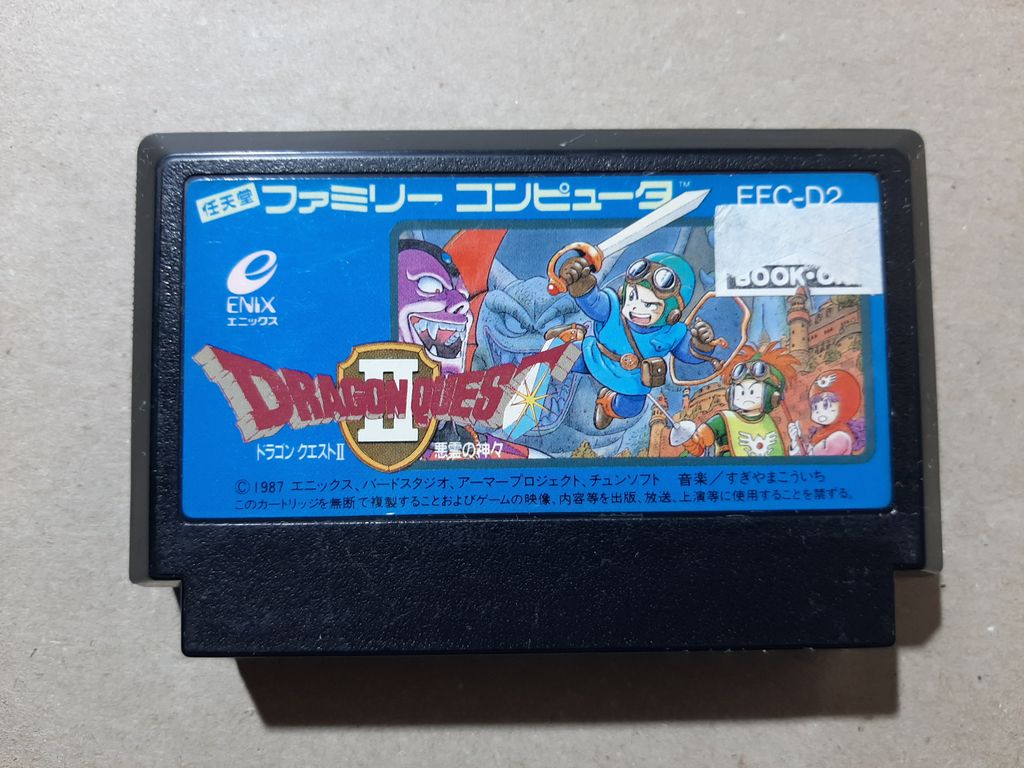 任天堂 ファミリー コンピュータ™ EFC-D2
BOOK・O
ENIX
エニックス
DRAGON QUEST
II
ドラゴン クエストII 悪霊の神々
©1987 エニックス、バードスタジオ、アーマープロジェクト、チュンソフト 音楽/すぎやまこういち
このカートリッジを無断で複製することおよびゲームの映像、内容等を出版、放送、上演等に使用することを禁ずる。